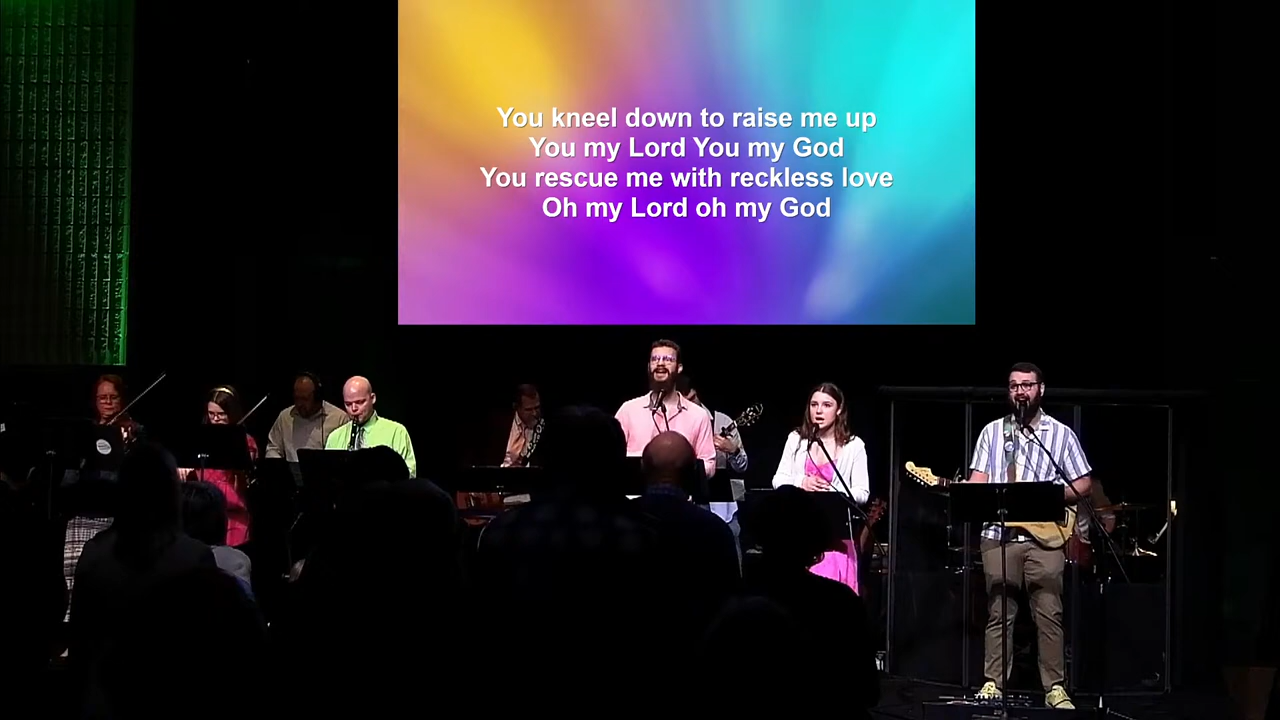 You kneel down to raise me up
You my Lord You my God
You rescue me with reckless love
Oh my Lord oh my God